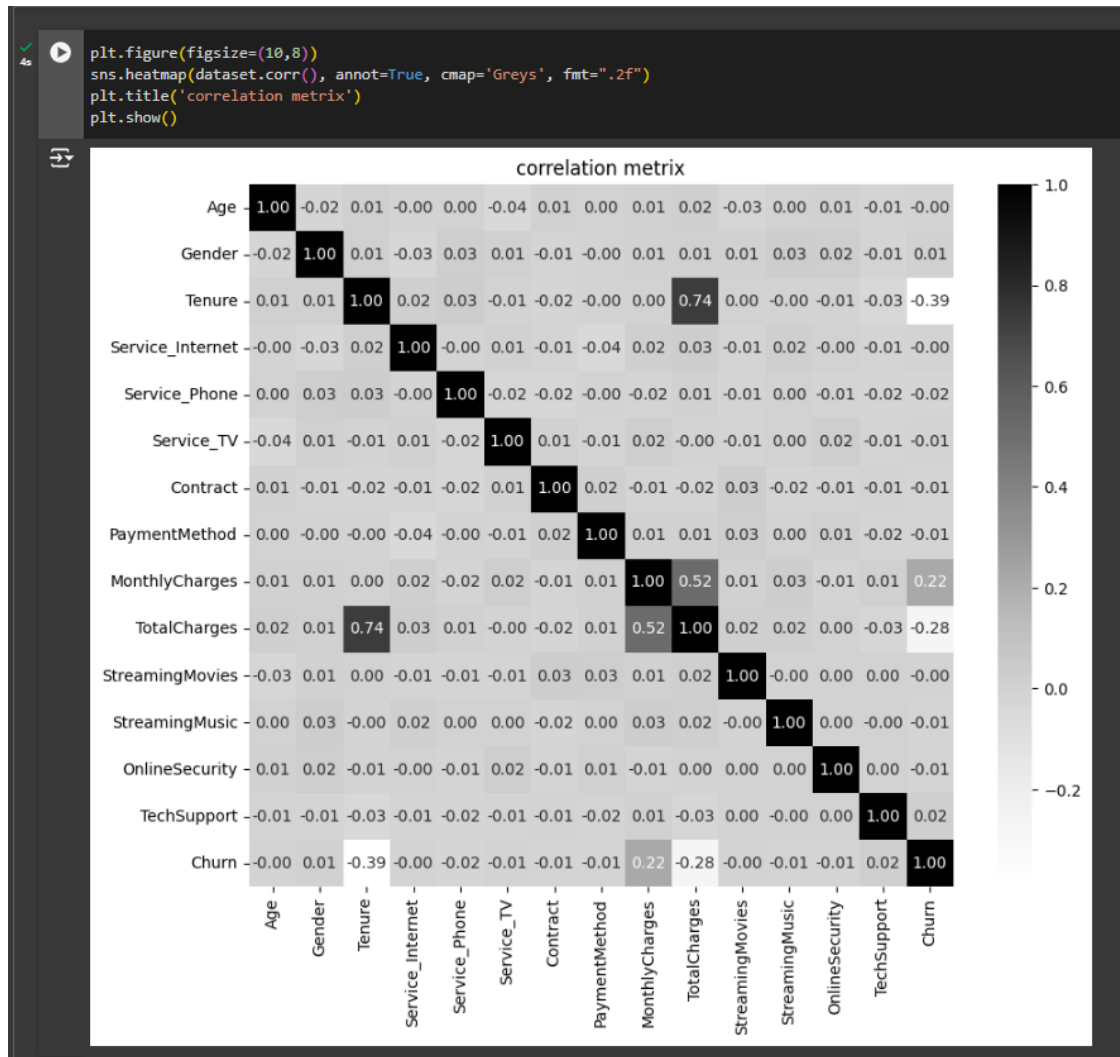 4s
plt.figure(figsize=(10,8))
sns.heatmap(dataset.corr(), annot=True, cmap='Greys', fmt=".2f")
plt.title('correlation metrix')
plt.show()
correlation metrix
Age 1.00 -0.02 0.01 -0.00 0.00 -0.04 0.01 0.00 0.01 0.02 -0.03 0.00 0.01 -0.01 -0.00
Gender -0.02 1.00 0.01 -0.03 0.03 0.01 -0.01 -0.00 0.01 0.01 0.01 0.03 0.02 -0.01 0.01
Tenure 0.01 0.01 1.00 0.02 0.03 -0.01 -0.02 -0.00 0.00 0.74 0.00 -0.00 -0.01 -0.03 -0.39
Service_Internet -0.00 -0.03 0.02 1.00 -0.00 0.01 -0.01 -0.04 0.02 0.03 -0.01 0.02 -0.00 -0.01 -0.00
Service_Phone 0.00 0.03 0.03 -0.00 1.00 -0.02 -0.02 -0.00 -0.02 0.01 -0.01 0.00 -0.01 -0.02 -0.02
Service_TV -0.04 0.01 -0.01 0.01 -0.02 1.00 0.01 -0.01 0.02 -0.00 -0.01 0.00 0.02 -0.01 -0.01
Contract 0.01 -0.01 -0.02 -0.01 -0.02 0.01 1.00 0.02 -0.01 -0.02 0.03 -0.02 -0.01 -0.01 -0.01
PaymentMethod 0.00 -0.00 -0.00 -0.04 -0.00 -0.01 0.02 1.00 0.01 0.01 0.03 0.00 0.01 -0.02 -0.01
MonthlyCharges 0.01 0.01 0.00 0.02 -0.02 0.02 -0.01 0.01 1.00 0.52 0.01 0.03 -0.01 0.01 0.22
TotalCharges 0.02 0.01 0.74 0.03 0.01 -0.00 -0.02 0.01 0.52 1.00 0.02 0.02 0.00 -0.03 -0.28
StreamingMovies -0.03 0.01 0.00 -0.01 -0.01 -0.01 0.03 0.03 0.01 0.02 1.00 -0.00 0.00 0.00 -0.00
StreamingMusic 0.00 0.03 -0.00 0.02 0.00 0.00 -0.02 0.00 0.03 0.02 -0.00 1.00 0.00 -0.00 -0.01
OnlineSecurity 0.01 0.02 -0.01 -0.00 -0.01 0.02 -0.01 0.01 -0.01 0.00 0.00 0.00 1.00 0.00 -0.01
TechSupport -0.01 -0.01 -0.03 -0.01 -0.02 -0.01 -0.01 -0.02 0.01 -0.03 0.00 -0.00 0.00 1.00 0.02
Churn -0.00 0.01 -0.39 -0.00 -0.02 -0.01 -0.01 -0.01 0.22 -0.28 -0.00 -0.01 -0.01 0.02 1.00
Age Gender Tenure Service_Internet Service_Phone Service_TV Contract PaymentMethod MonthlyCharges TotalCharges StreamingMovies StreamingMusic OnlineSecurity TechSupport Churn
1.0
0.8
0.6
0.4
0.2
0.0
−0.2